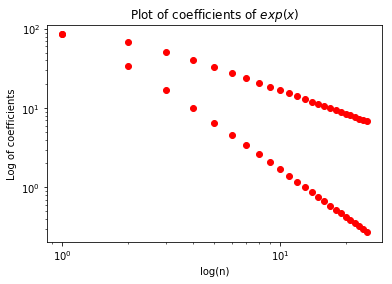 Plot of coefficients of exp(x)
Log of coefficients
10²
10¹
10⁰
10⁰
10¹
log(n)